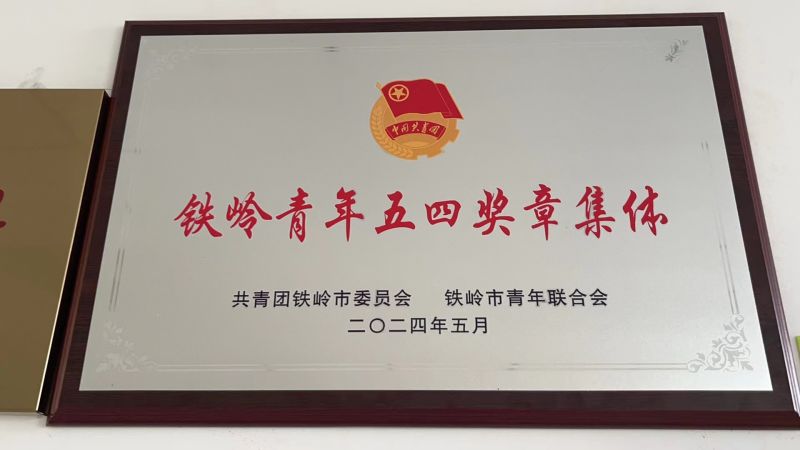 中国共青团
铁岭青年五四奖章集体
共青团铁岭市委员会 铁岭市青年联合会
二〇二四年五月